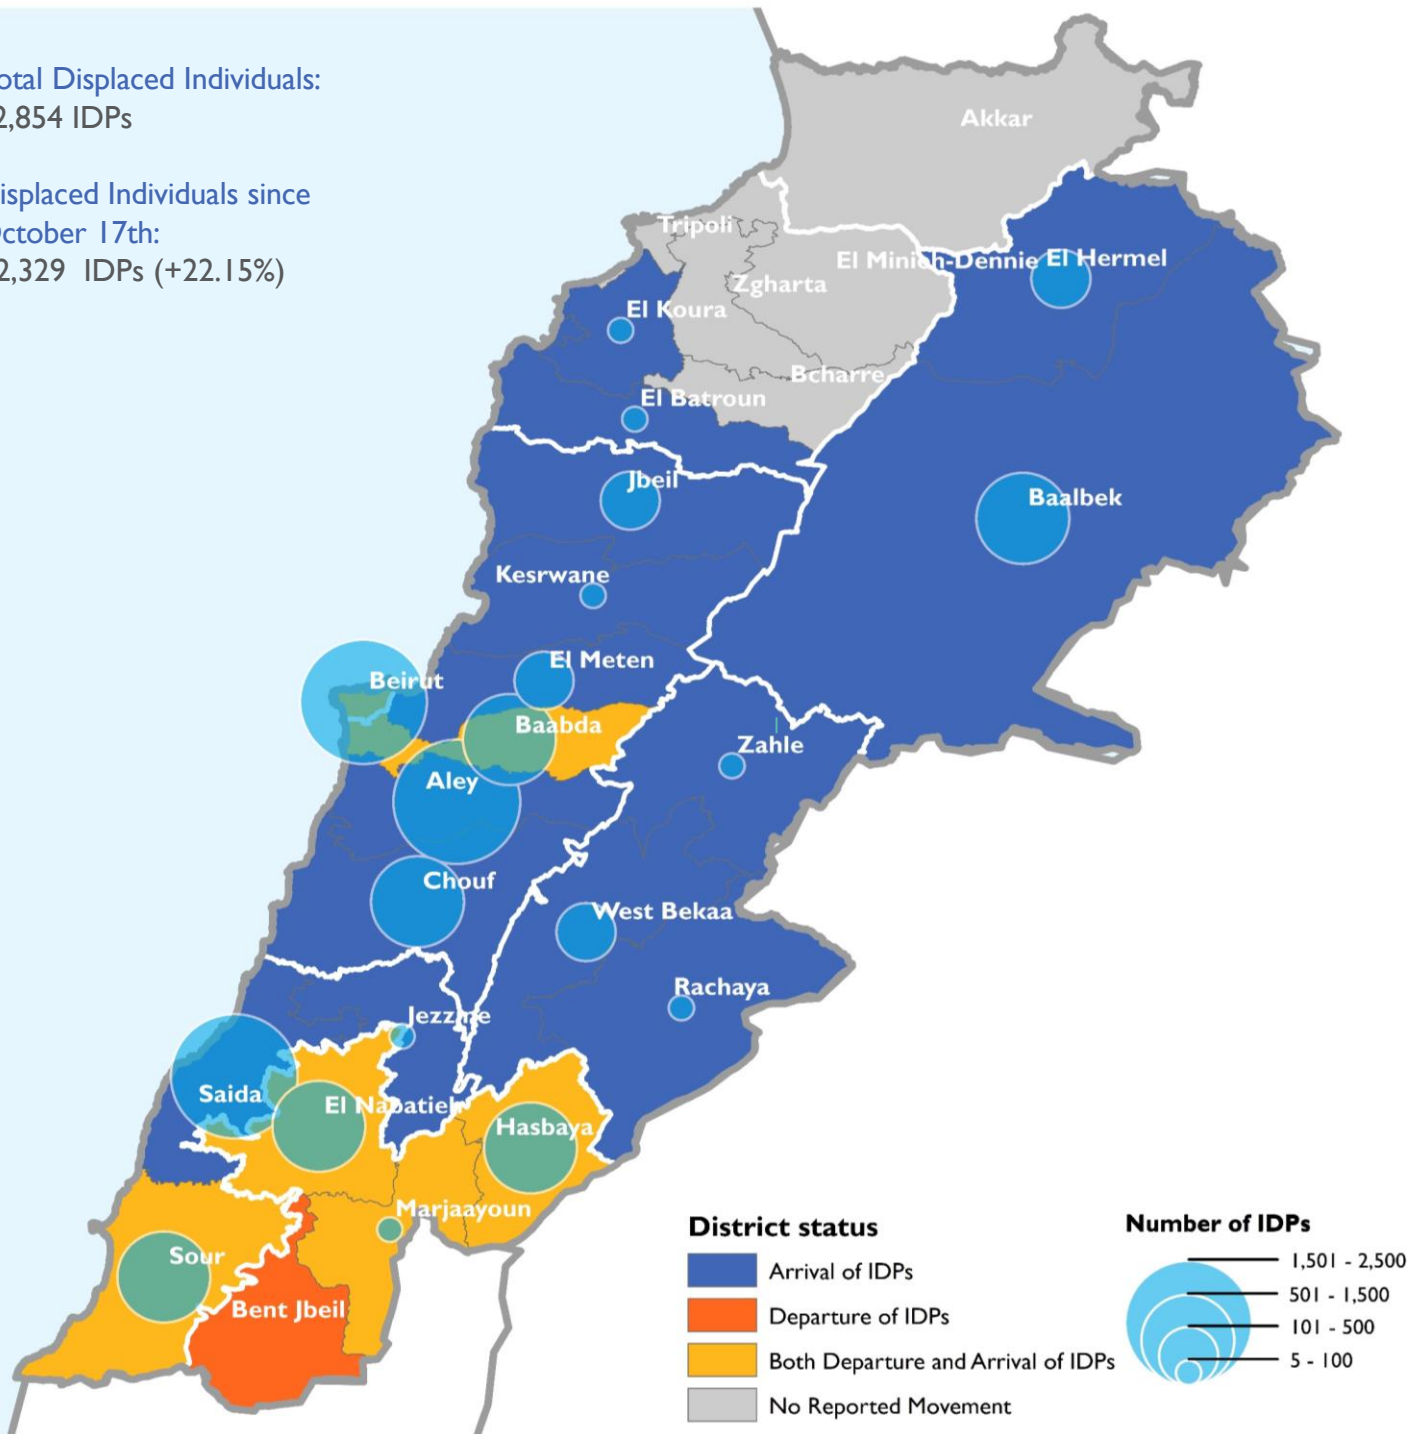 otal Displaced Individuals:
2,854 IDPs
isplaced Individuals since
ctober 17th:
2,329 IDPs (+22.15%)
Akkar
Tripoli
El Minieh-Dennie
El Hermel
Zgharta
El Koura
Bcharre
El Batroun
Jbeil
Baalbek
Kesrwane
El Meten
Beirut
Baabda
Zahle
Aley
Chouf
West Bekaa
Rachaya
Jezzine
Saida
El Nabatieh
Hasbaya
Marjaayoun
Sour
Bent Jbeil
District status
Arrival of IDPs
Departure of IDPs
Both Departure and Arrival of IDPs
No Reported Movement
Number of IDPs
1,501 - 2,500
501 - 1,500
101 - 500
5 - 100